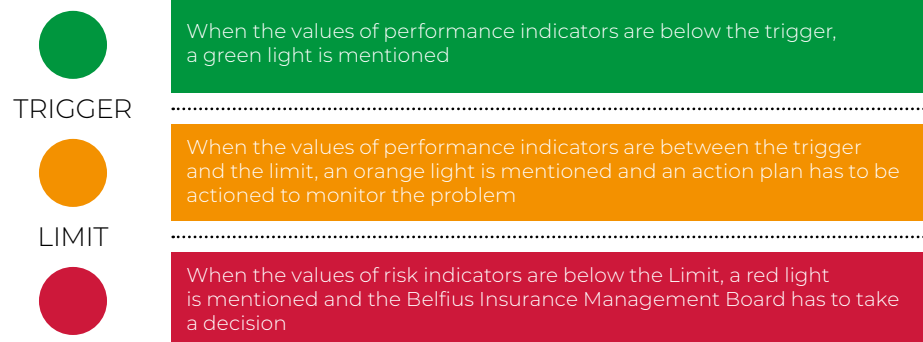 When the values of performance indicators are below the trigger,
a green light is mentioned
TRIGGER
When the values of performance indicators are between the trigger
and the limit, an orange light is mentioned and an action plan has to be
actioned to monitor the problem
LIMIT
When the values of risk indicators are below the Limit, a red light
is mentioned and the Belfius Insurance Management Board has to take
a decision